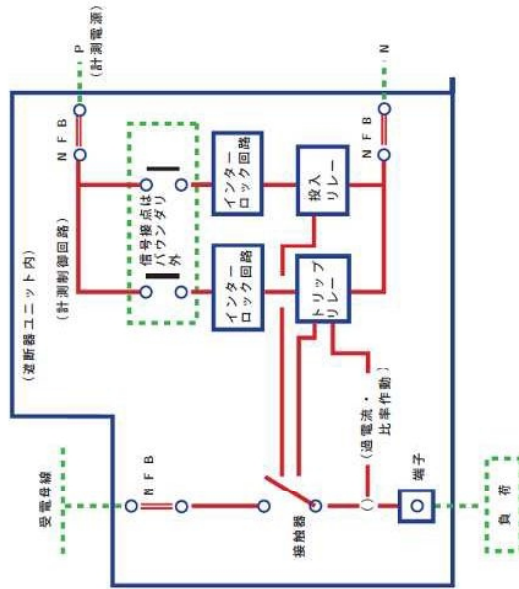 (遮断器ユニット内)
受電母線
NFB
接触器
端子
負荷
(過電流・
比率作動)
(計測制御回路)
信号接点は
バウンダリ
外
インター
ロック回路
インター
ロック回路
トリップ
リレー
投入
リレー
NFB
P
(計測電源)
NFB
N